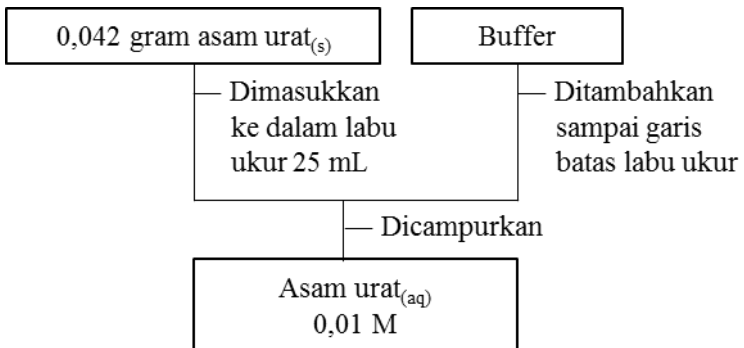 0,042 gram asam urat(s)
Buffer
Dimasukkan
ke dalam labu
ukur 25 mL
Ditambahkan
sampai garis
batas labu ukur
Dicampurkan
Asam urat(aq)
0,01 M